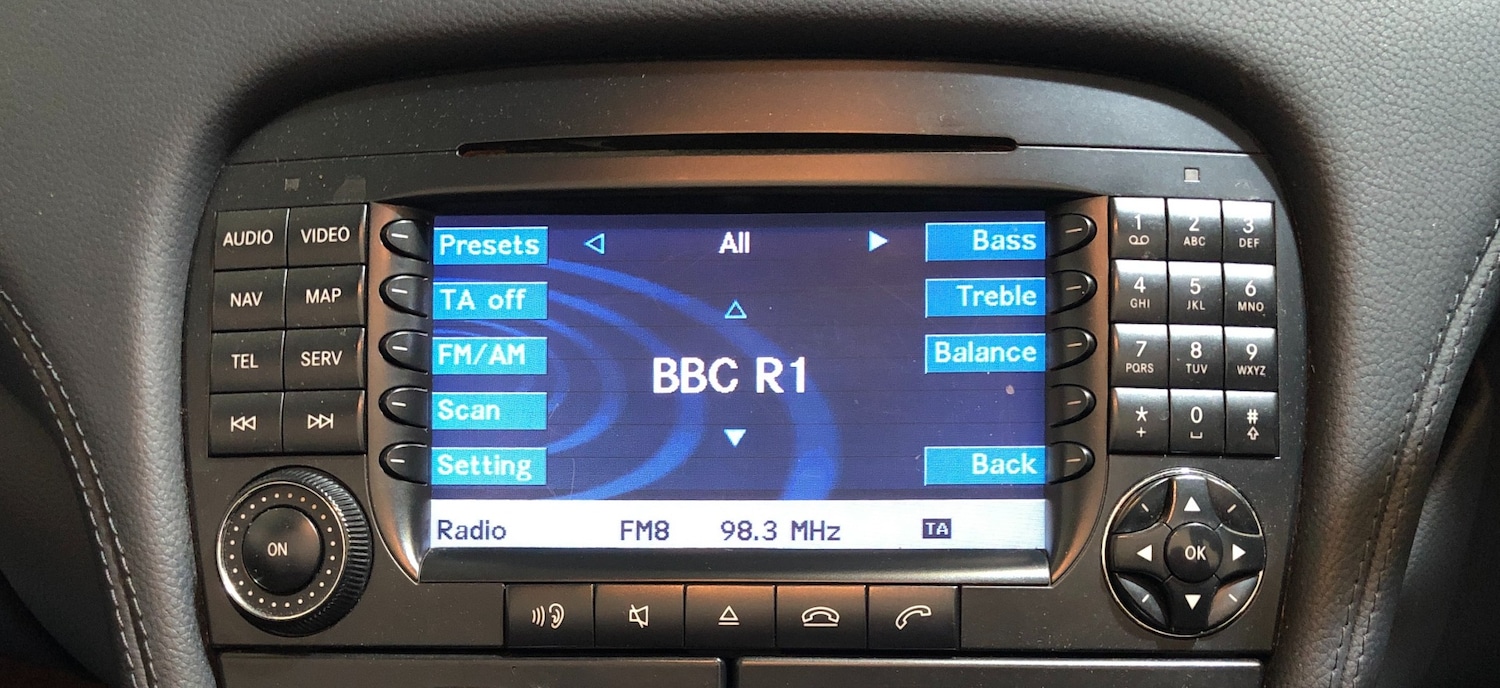 AUDIO VIDEO
NAV MAP
TEL SERV
ON
Presets All Bass
TA off Treble
FM/AM Balance
BBC R1
Scan
Setting Back
Radio FM8 98.3 MHz TA
1 2 ABC 3 DEF
4 GHI 5 JKL 6 MNO
7 PQRS 8 TUV 9 WXYZ
* + 0 #
OK